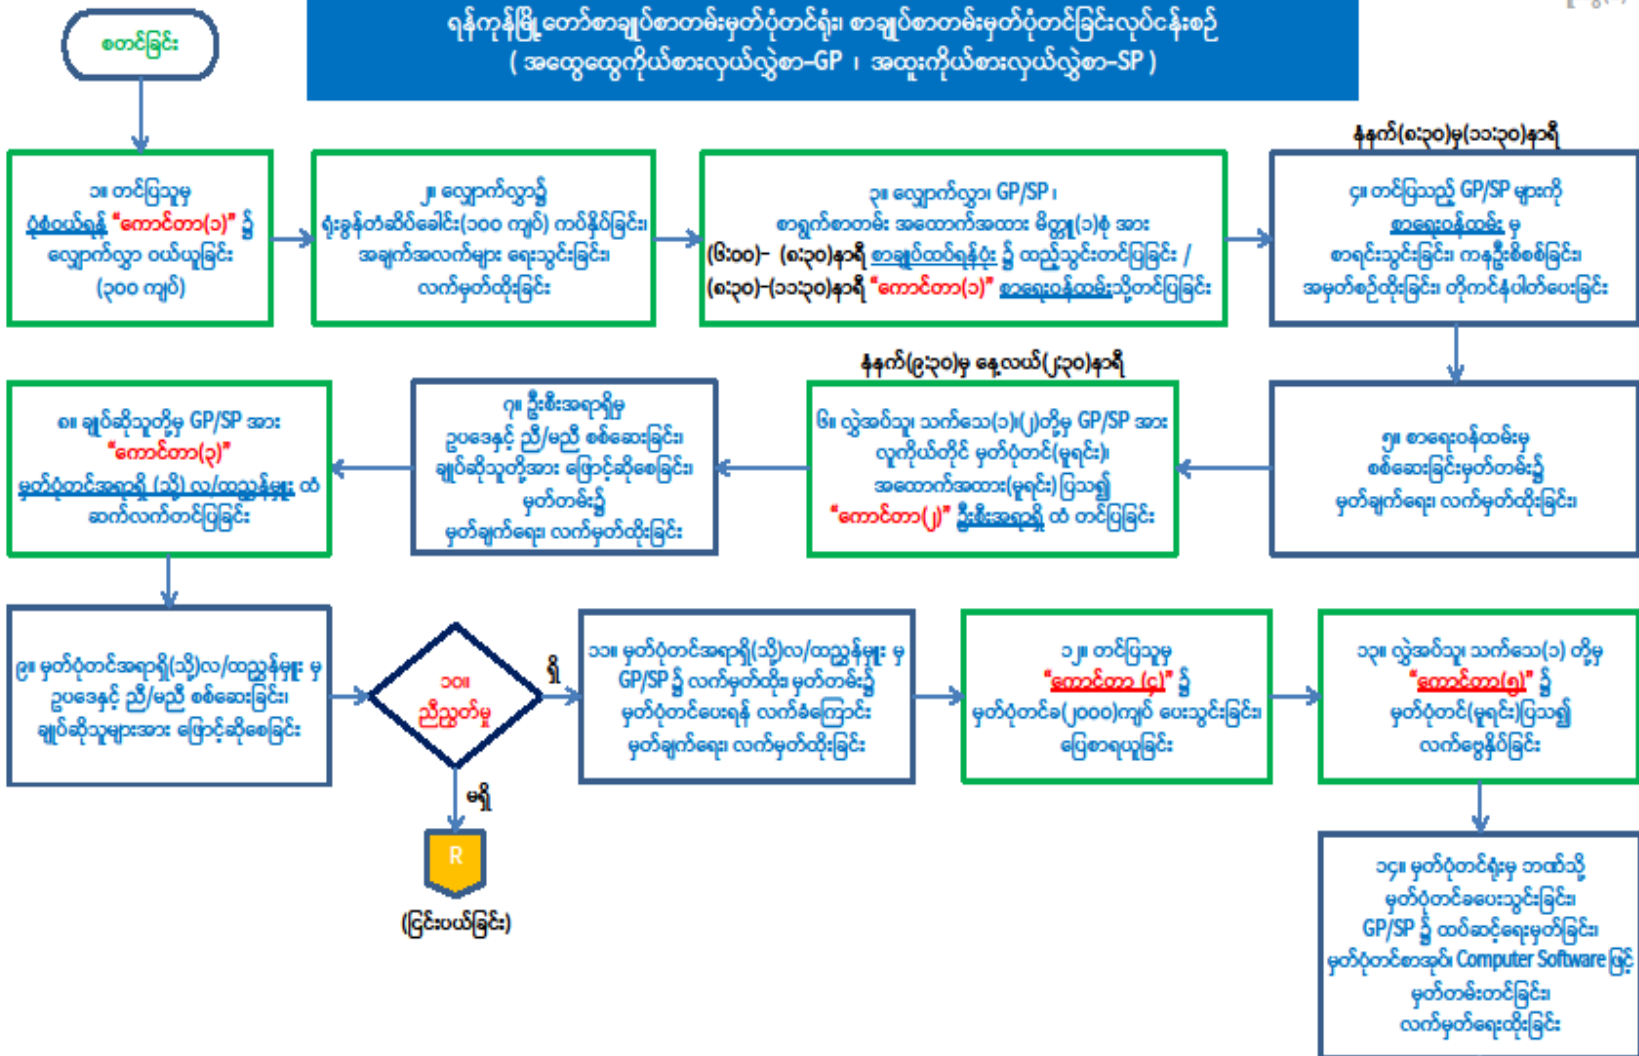 စတင်ခြင်း
ရန်ကုန်မြို့တော်စာချုပ်စာတမ်းမှတ်ပုံတင်ရုံး၊ စာချုပ်စာတမ်းမှတ်ပုံတင်ခြင်းလုပ်ငန်းစဉ်
( အထွေထွေကိုယ်စားလှယ်လွှဲစာ–GP ၊ အထူးကိုယ်စားလှယ်လွှဲစာ–SP )
၁။ တင်ပြသူမှ
ပုံစံဝယ်ရန် “ကောင်တာ(၁)” ၌
လျှောက်လွှာ ဝယ်ယူခြင်း
(၃၀၀ ကျပ်)
၂။ လျှောက်လွှာ၌
ရုံးခွန်တံဆိပ်ခေါင်း(၁၀၀ ကျပ်) ကပ်နှိပ်ခြင်း၊
အချက်အလက်များ ရေးသွင်းခြင်း၊
လက်မှတ်ထိုးခြင်း
၃။ လျှောက်လွှာ၊ GP/SP ၊
စာရွက်စာတမ်း အထောက်အထား မိတ္တူ(၁)စုံ အား
(၆း၀၀)– (၈း၃၀)နာရီ စာချုပ်ထပ်ရန်ပုံး ၌ ထည့်သွင်းတင်ပြခြင်း /
(၈း၃၀)–(၁၁း၃၀)နာရီ “ကောင်တာ(၁)” စာရေးဝန်ထမ်းသို့တင်ပြခြင်း
နံနက်(၈း၃၀)မှ(၁၁း၃၀)နာရီ
၄။ တင်ပြသည့် GP/SP များကို
စာရေးဝန်ထမ်း မှ
စာရင်းသွင်းခြင်း၊ ကနဦးစိစစ်ခြင်း၊
အမှတ်စဉ်ထိုးခြင်း၊ တိုကင်နံပါတ်ပေးခြင်း
၅။ စာရေးဝန်ထမ်းမှ
စစ်ဆေးခြင်းမှတ်တမ်း၌
မှတ်ချက်ရေး၊ လက်မှတ်ထိုးခြင်း၊
နံနက်(၉း၃၀)မှ နေ့လယ်(၂း၃၀)နာရီ
၆။ လွှဲအပ်သူ၊ သက်သေ(၁)၊(၂)တို့မှ GP/SP အား
လူကိုယ်တိုင် မှတ်ပုံတင်(မူရင်း)၊
အထောက်အထား(မူရင်း)ပြသ၍
“ကောင်တာ(၂)” ဦးစီးအရာရှိ ထံ တင်ပြခြင်း
၇။ ဦးစီးအရာရှိမှ
ဥပဒေနှင့် ညီ/မညီ စစ်ဆေးခြင်း၊
ချုပ်ဆိုသူတို့အား ဖြောင့်ဆိုစေခြင်း၊
မှတ်တမ်း၌
မှတ်ချက်ရေး၊ လက်မှတ်ထိုးခြင်း
၈။ ချုပ်ဆိုသူတို့မှ GP/SP အား
“ကောင်တာ(၃)”
မှတ်ပုံတင်အရာရှိ (သို့) လ/ထညွှန်မှူး ထံ
ဆက်လက်တင်ပြခြင်း
၉။ မှတ်ပုံတင်အရာရှိ(သို့)လ/ထညွှန်မှူး မှ
ဥပဒေနှင့် ညီ/မညီ စစ်ဆေးခြင်း၊
ချုပ်ဆိုသူများအား ဖြောင့်ဆိုစေခြင်း
၁၀။
ညီညွတ်မှု
ရှိ
မရှိ
R
(ငြင်းပယ်ခြင်း)
၁၁။ မှတ်ပုံတင်အရာရှိ(သို့)လ/ထညွှန်မှူး မှ
GP/SP ၌ လက်မှတ်ထိုး၊ မှတ်တမ်း၌
မှတ်ပုံတင်ပေးရန် လက်ခံကြောင်း
မှတ်ချက်ရေး၊ လက်မှတ်ထိုးခြင်း
၁၂။ တင်ပြသူမှ
“ကောင်တာ (၄)” ၌
မှတ်ပုံတင်ခ(၂၀၀၀)ကျပ် ပေးသွင်းခြင်း၊
ပြေစာရယူခြင်း
၁၃။ လွှဲအပ်သူ၊ သက်သေ(၁) တို့မှ
“ကောင်တာ(၅)” ၌
မှတ်ပုံတင်(မူရင်း)ပြသ၍
လက်ဗွေနှိပ်ခြင်း
၁၄။ မှတ်ပုံတင်ရုံးမှ ဘဏ်သို့
မှတ်ပုံတင်ခပေးသွင်းခြင်း၊
GP/SP ၌ ထပ်ဆင့်ရေးမှတ်ခြင်း၊
မှတ်ပုံတင်စာအုပ်၊ Computer Software ဖြင့်
မှတ်တမ်းတင်ခြင်း၊
လက်မှတ်ရေးထိုးခြင်း